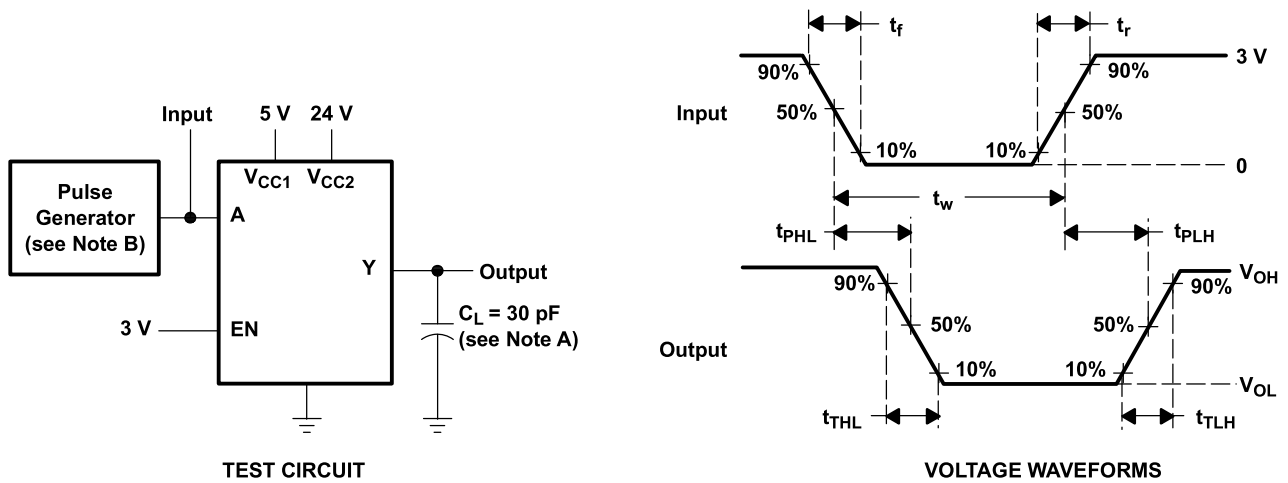 Input
5 V
24 V
Pulse
Generator
(see Note B)
VCC1
VCC2
A
Y
Output
CL = 30 pF
(see Note A)
3 V
EN
TEST CIRCUIT
tf
tr
3 V
90%
90%
Input
50%
50%
10%
10%
0
tw
tPHL
tPLH
VOH
90%
90%
50%
50%
Output
10%
10%
VOL
tTHL
tTLH
VOLTAGE WAVEFORMS